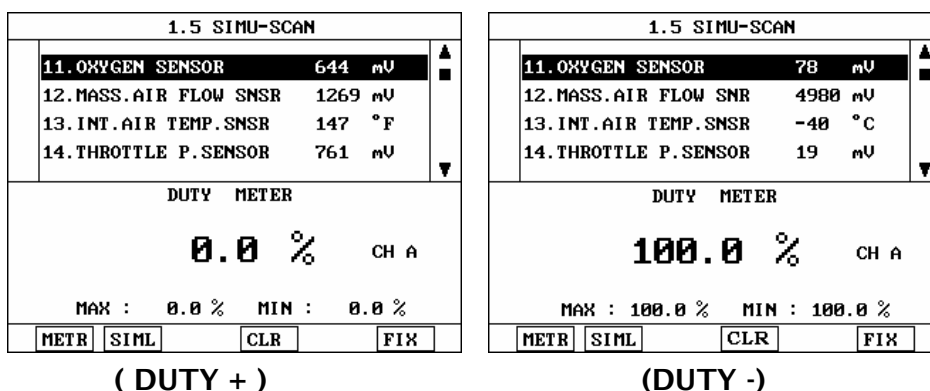 1.5 SIMU-SCAN
11.OXYGEN SENSOR 644 mV
12.MASS.AIR FLOW SNSR 1269 mV
13.INT.AIR TEMP.SNSR 147 °F
14.THROTTLE P.SENSOR 761 mV
DUTY METER
0.0 % CH A
MAX : 0.0 % MIN : 0.0 %
METR SIML CLR FIX
( DUTY + )
1.5 SIMU-SCAN
11.OXYGEN SENSOR 78 mV
12.MASS.AIR FLOW SNR 4980 mV
13.INT.AIR TEMP.SNSR -40 °C
14.THROTTLE P.SENSOR 19 mV
DUTY METER
100.0 % CH A
MAX : 100.0 % MIN : 100.0 %
METR SIML CLR FIX
(DUTY -)